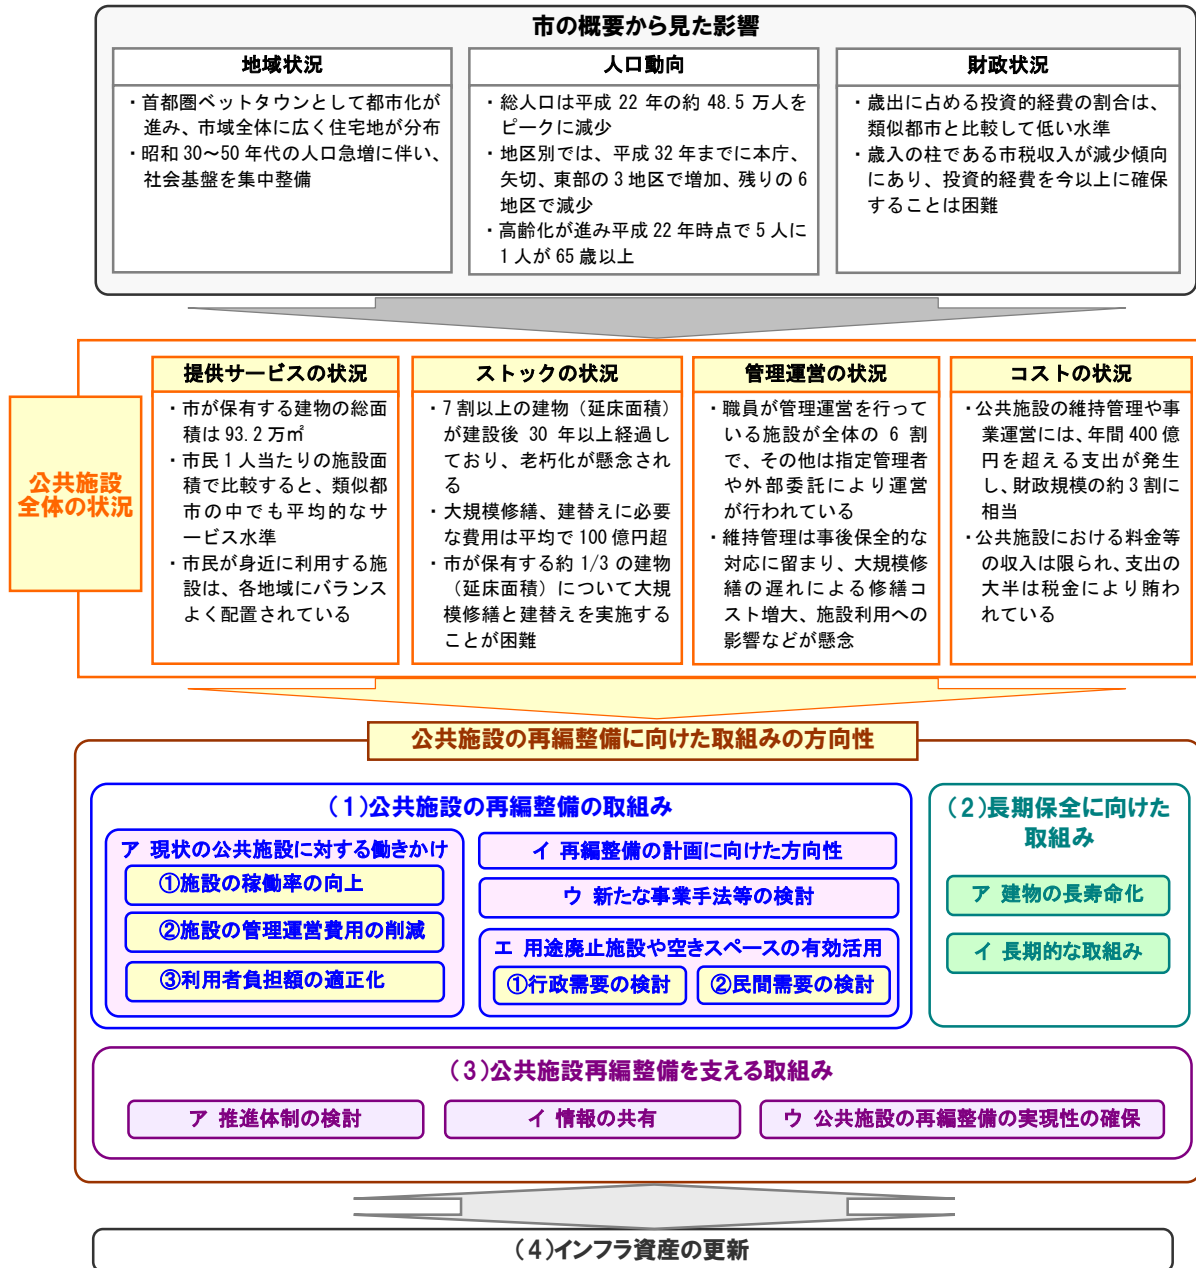 市の概要から見た影響
地域状況
・首都圏ベットタウンとして都市化が
進み、市域全体に広く住宅地が分布
・昭和 30～50 年代の人口急増に伴い、
社会基盤を集中整備
人口動向
・総人口は平成 22 年の約 48.5 万人を
ピークに減少
・地区別では、平成 32 年までに本庁、
矢切、東部の 3 地区で増加、残りの 6
地区で減少
・高齢化が進み平成 22 年時点で 5 人に
1 人が 65 歳以上
財政状況
・歳出に占める投資的経費の割合は、
類似都市と比較して低い水準
・歳入の柱である市税収入が減少傾向
にあり、投資的経費を今以上に確保
することは困難
公共施設
全体の状況
提供サービスの状況
・市が保有する建物の総面
積は 93.2 万㎡
・市民 1 人当たりの施設面
積で比較すると、類似都
市の中でも平均的なサ
ービス水準
・市民が身近に利用する施
設は、各地域にバランス
よく配置されている
ストックの状況
・7 割以上の建物（延床面積）
が建設後 30 年以上経過し
ており、老朽化が懸念され
る
・大規模修繕、建替えに必要
な費用は平均で 100 億円超
・市が保有する約 1/3 の建物
（延床面積）について大規
模修繕と建替えを実施する
ことが困難
管理運営の状況
・職員が管理運営を行って
いる施設が全体の 6 割
で、その他は指定管理者
や外部委託により運営
が行われている
・維持管理は事後保全的な
対応に留まり、大規模修
繕の遅れによる修繕コ
スト増大、施設利用への
影響などが懸念
コストの状況
・公共施設の維持管理や事
業運営には、年間 400 億
円を超える支出が発生
し、財政規模の約 3 割に
相当
・公共施設における料金等
の収入は限られ、支出の
大半は税金により賄わ
れている
公共施設の再編整備に向けた取組みの方向性
（1）公共施設の再編整備の取組み
ア 現状の公共施設に対する働きかけ
①施設の稼働率の向上
②施設の管理運営費用の削減
③利用者負担額の適正化
イ 再編整備の計画に向けた方向性
ウ 新たな事業手法等の検討
エ 用途廃止施設や空きスペースの有効活用
①行政需要の検討
②民間需要の検討
（2）長期保全に向けた
取組み
ア 建物の長寿命化
イ 長期的な取組み
（3）公共施設再編整備を支える取組み
ア 推進体制の検討
イ 情報の共有
ウ 公共施設の再編整備の実現性の確保
（4）インフラ資産の更新